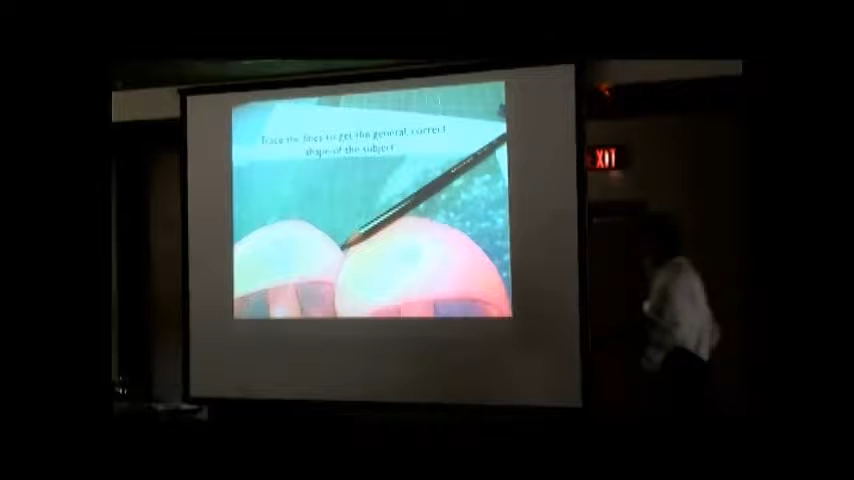 Trace the lines to get the general, correct
shape of the subject
EXIT